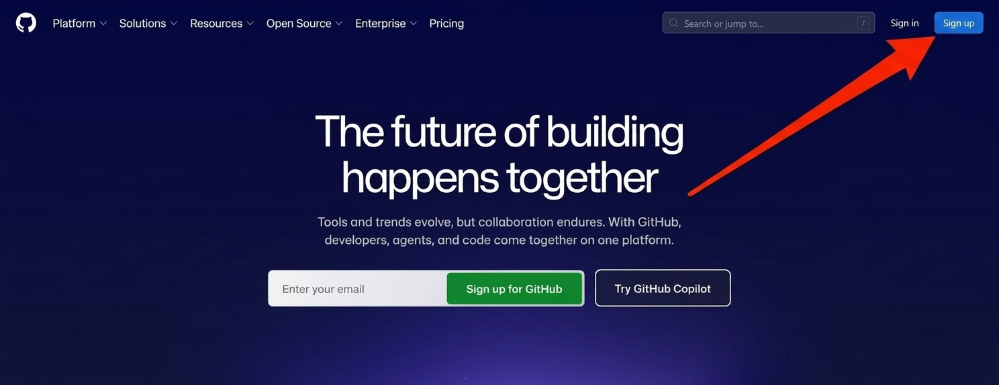 Platform Solutions Resources Open Source Enterprise Pricing Search or jump to... / Sign in Sign up
The future of building
happens together
Tools and trends evolve, but collaboration endures. With GitHub,
developers, agents, and code come together on one platform.
Enter your email Sign up for GitHub Try GitHub Copilot